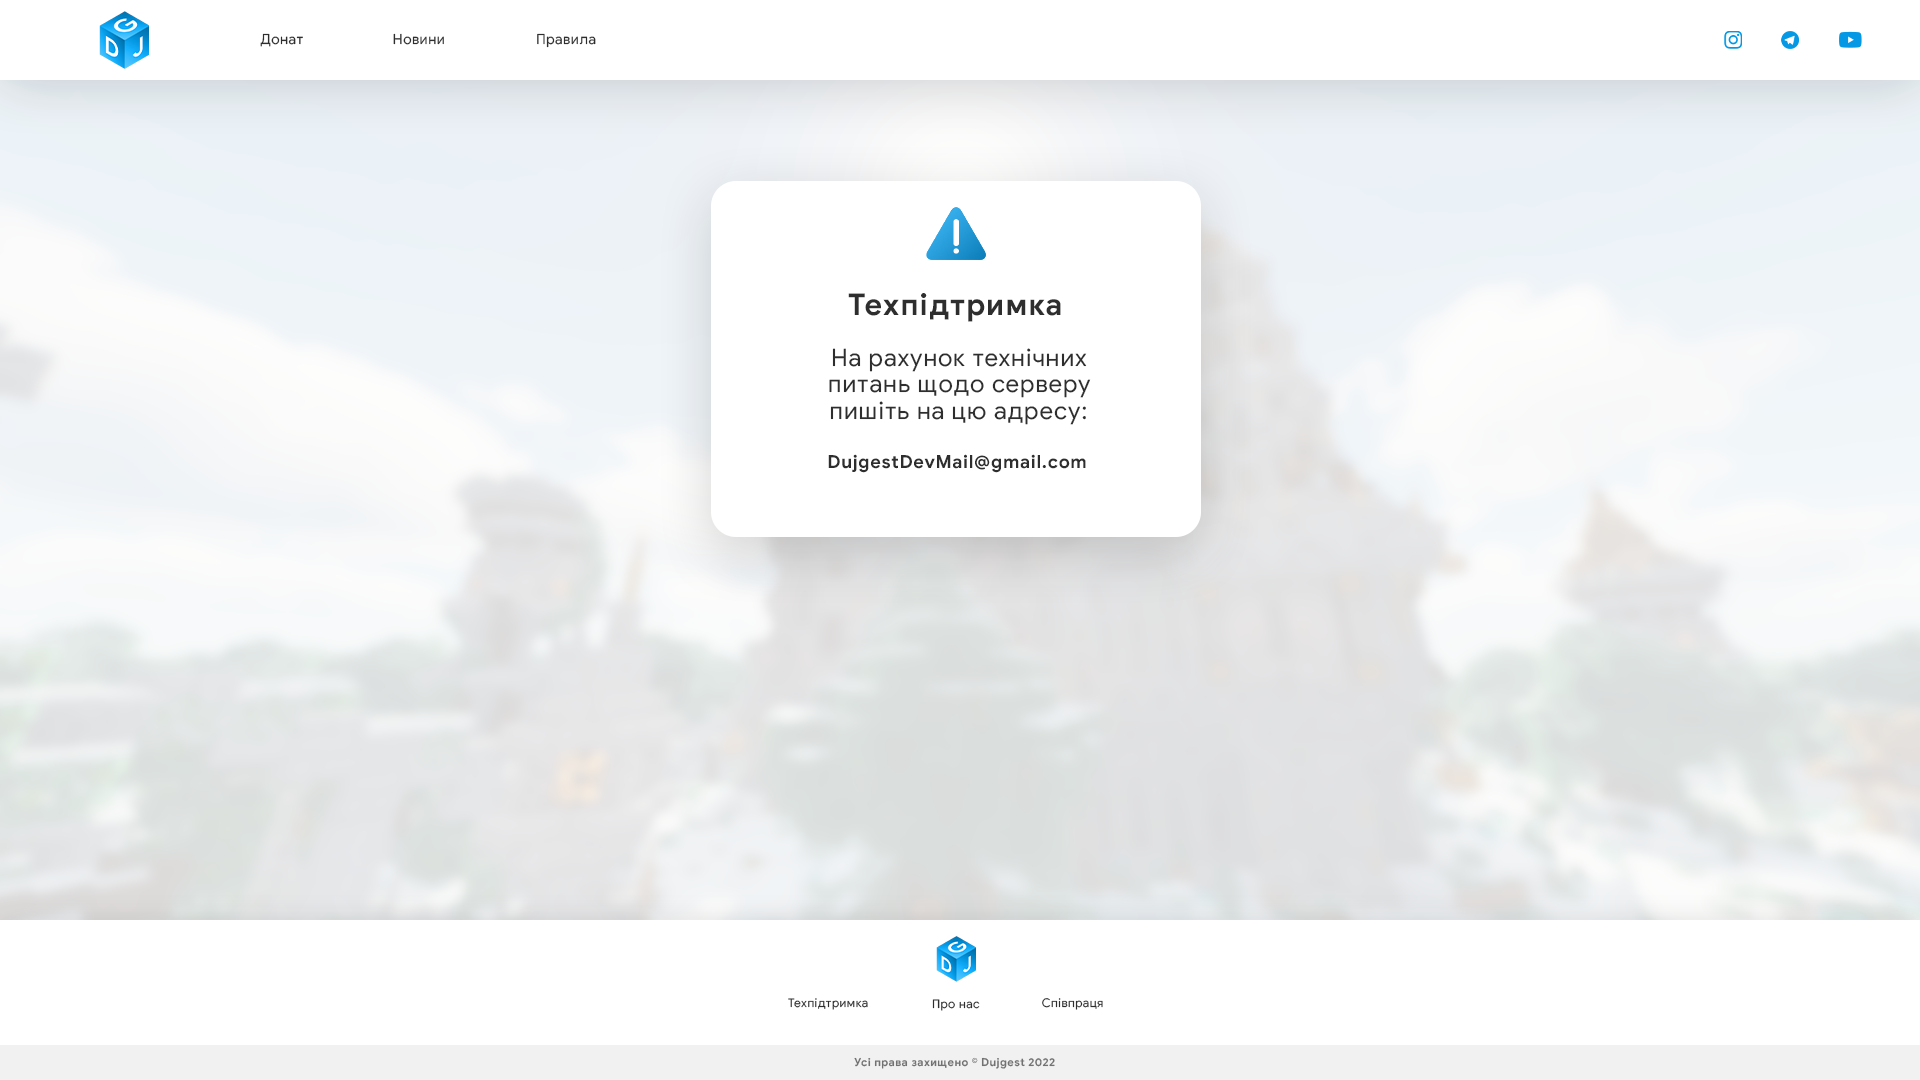 G
D J
Донат
Новини
Правила
Техпідтримка
На рахунок технічних
питань щодо серверу
пишіть на цю адресу:
DujgestDevMail@gmail.com
G
D J
Техпідтримка
Про нас
Співпраця
Усі права захищено © Dujgest 2022